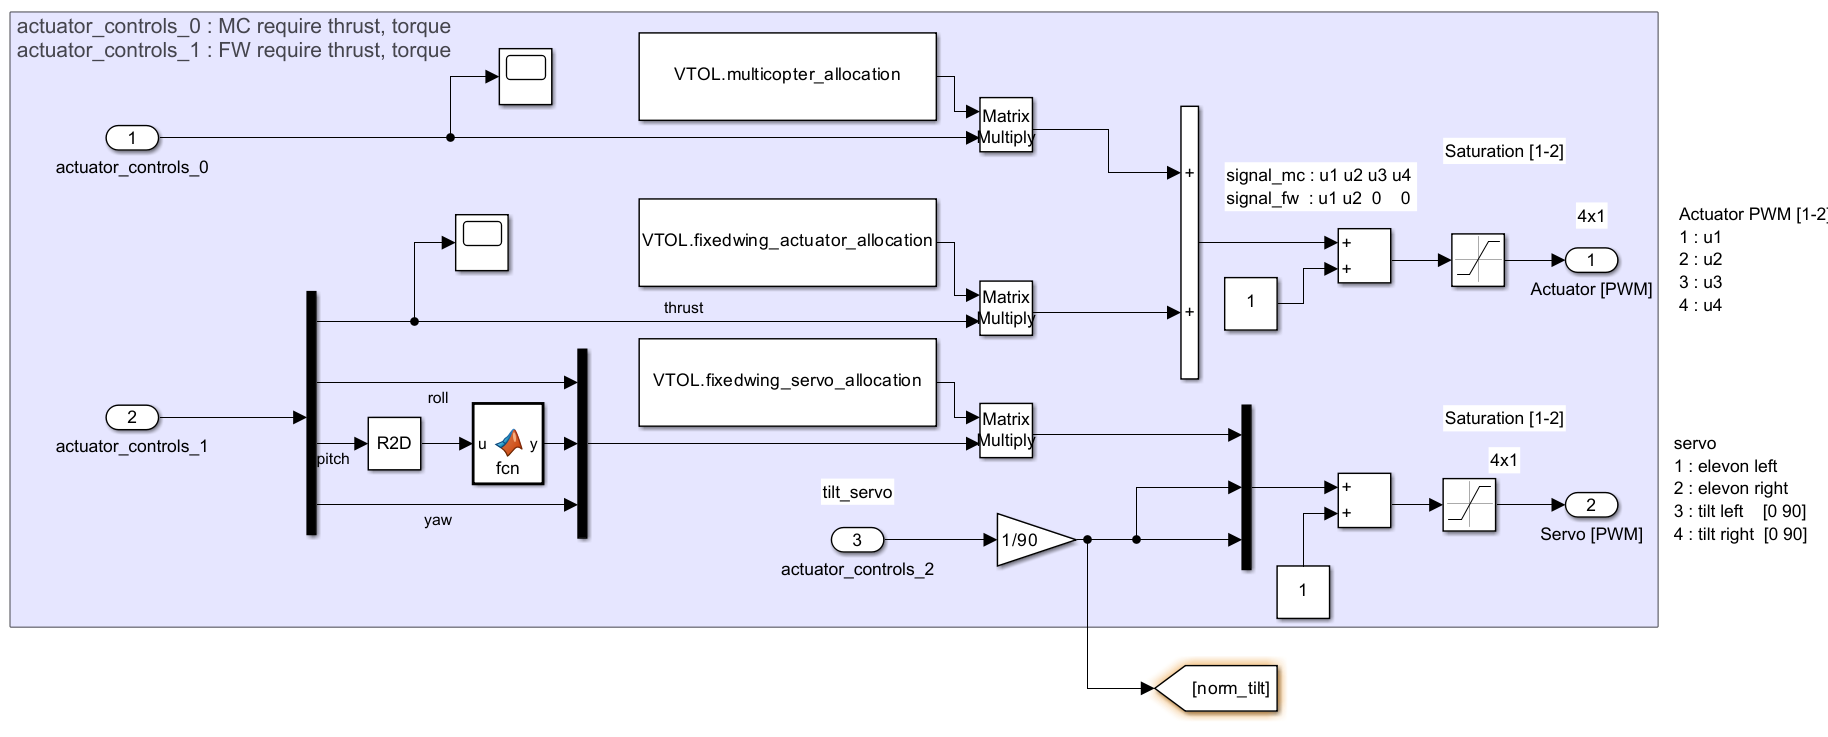 actuator_controls_0 : MC require thrust, torque
actuator_controls_1 : FW require thrust, torque
VTOL.multicopter_allocation
Matrix
Multiply
1
actuator_controls_0
+
Saturation [1-2]
signal_mc : u1 u2 u3 u4
signal_fw : u1 u2 0 0
VTOL.fixedwing_actuator_allocation
4x1
+
+
1
Actuator [PWM]
1
Actuator PWM [1-2]
1 : u1
2 : u2
3 : u3
4 : u4
thrust
Matrix
Multiply
+
VTOL.fixedwing_servo_allocation
roll
2
actuator_controls_1
pitch
R2D
u
y
fcn
yaw
Matrix
Multiply
Saturation [1-2]
4x1
tilt_servo
3
actuator_controls_2
1/90
+
+
1
2
Servo [PWM]
servo
1 : elevon left
2 : elevon right
3 : tilt left [0 90]
4 : tilt right [0 90]
[norm_tilt]